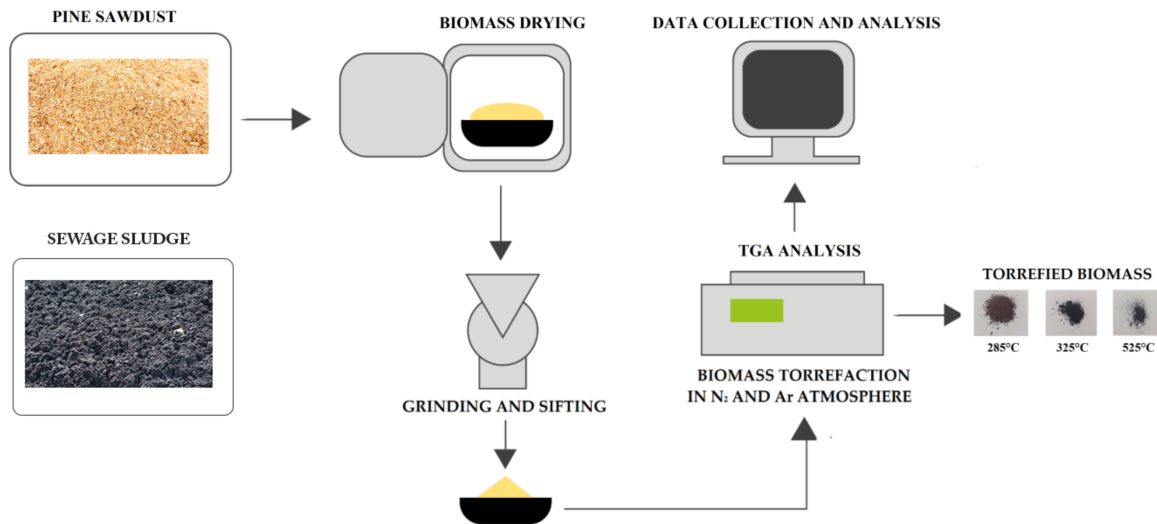 PINE SAWDUST
BIOMASS DRYING
DATA COLLECTION AND ANALYSIS
SEWAGE SLUDGE
GRINDING AND SIFTING
TGA ANALYSIS
BIOMASS TORREFACTION
IN N₂ AND Ar ATMOSPHERE
TORREFIED BIOMASS
285°C
325°C
525°C